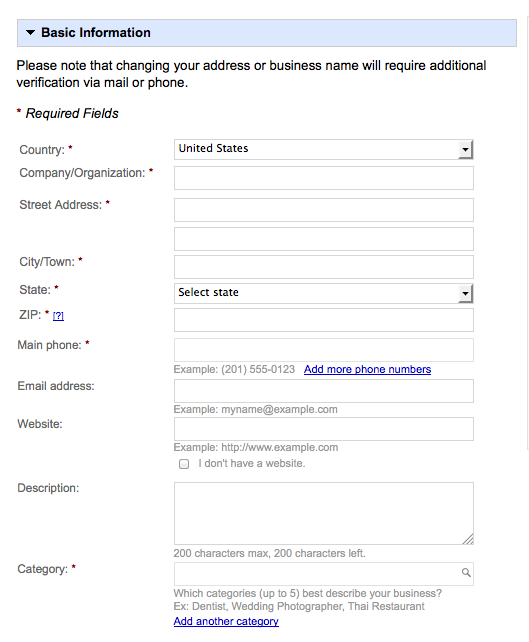 Basic Information
Please note that changing your address or business name will require additional
verification via mail or phone.
* Required Fields
Country: * United States
Company/Organization: *
Street Address: *
City/Town: *
State: * Select state
ZIP: * [?]
Main phone: *
Example: (201) 555-0123 Add more phone numbers
Email address:
Example: myname@example.com
Website:
Example: http://www.example.com
I don't have a website.
Description:
200 characters max, 200 characters left.
Category: *
Which categories (up to 5) best describe your business?
Ex: Dentist, Wedding Photographer, Thai Restaurant
Add another category